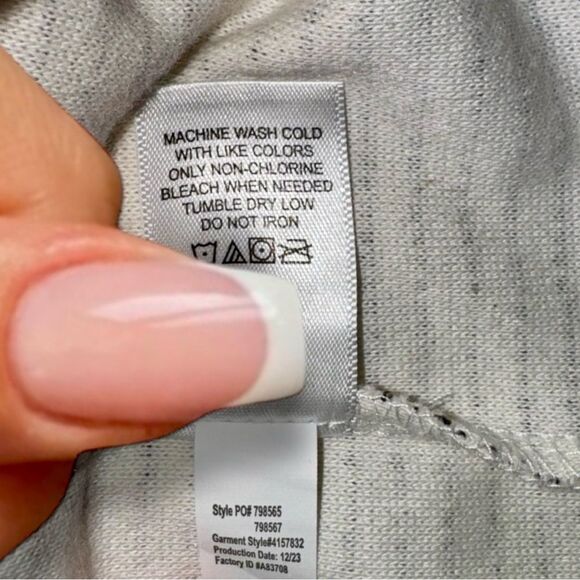 MACHINE WASH COLD
WITH LIKE COLORS
ONLY NON-CHLORINE
BLEACH WHEN NEEDED
TUMBLE DRY LOW
DO NOT IRON
Style PO# 798565
798567
Garment Style#4157832
Production Date: 12/23
Factory ID #A83708